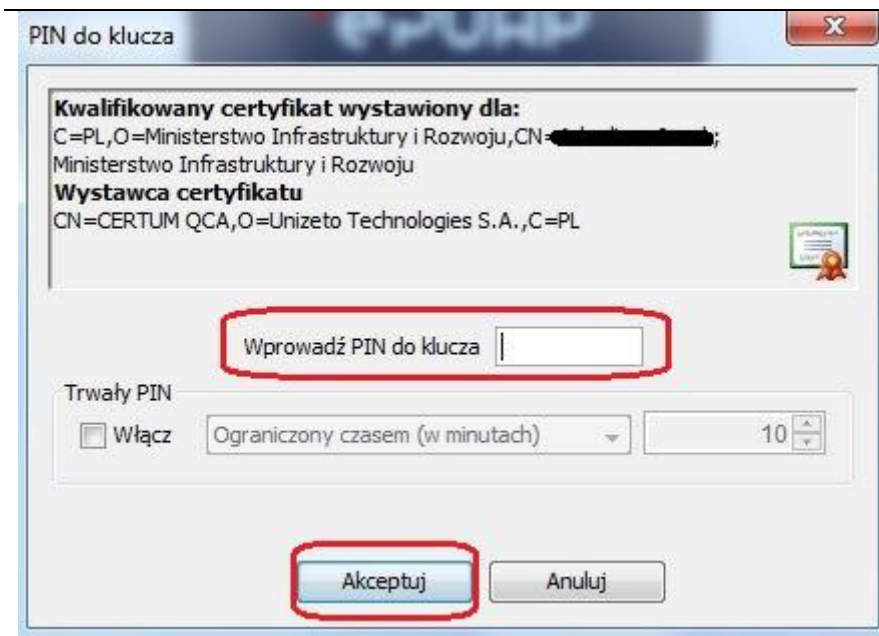 ePUAP
PIN do klucza
Kwalifikowany certyfikat wystawiony dla:
C=PL,O=Ministerstwo Infrastruktury i Rozwoju,CN= ;
Ministerstwo Infrastruktury i Rozwoju
Wystawca certyfikatu
CN=CERTUM QCA,O=Unizeto Technologies S.A.,C=PL
Wprowadź PIN do klucza
Trwały PIN
Włącz Ograniczony czasem (w minutach) 10
Akceptuj Anuluj